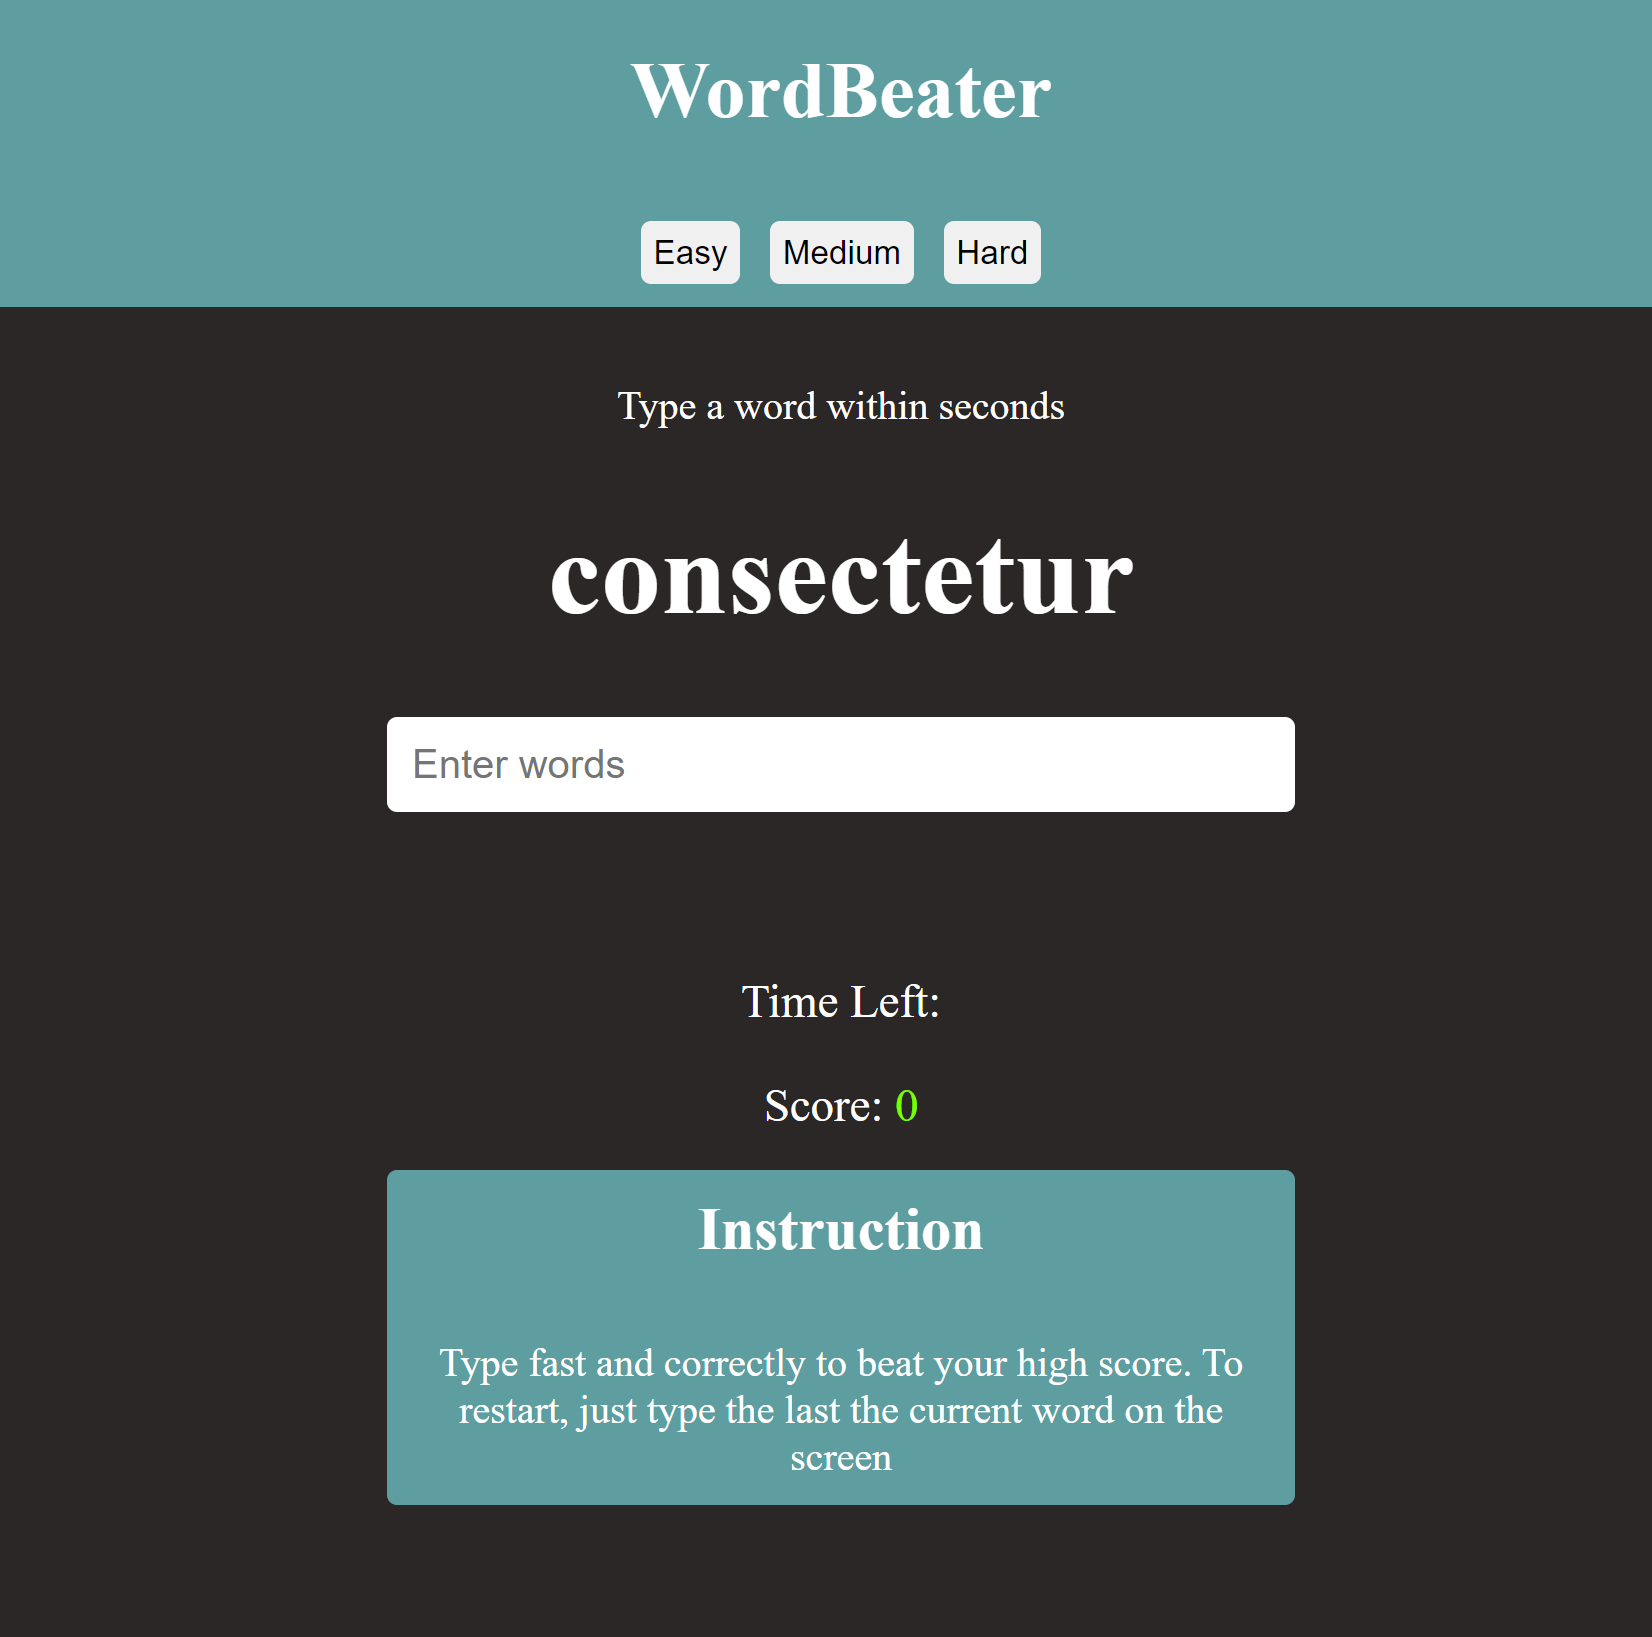 WordBeater
Easy Medium Hard
Type a word within seconds
consectetur
Enter words
Time Left:
Score: 0
Instruction
Type fast and correctly to beat your high score. To
restart, just type the last the current word on the
screen